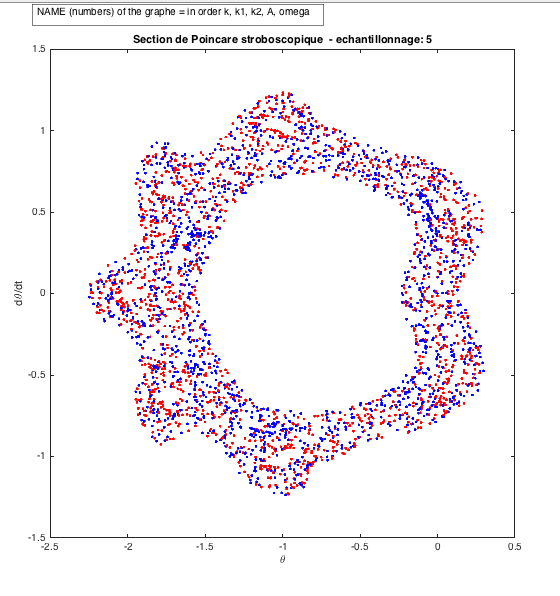 NAME (numbers) of the graphe = in order k, k1, k2, A, omega
Section de Poincare stroboscopique - echantillonnage: 5
1.5
1
0.5
0
-0.5
-1
-1.5
dθ/dt
-2.5 -2 -1.5 -1 -0.5 0 0.5
θ